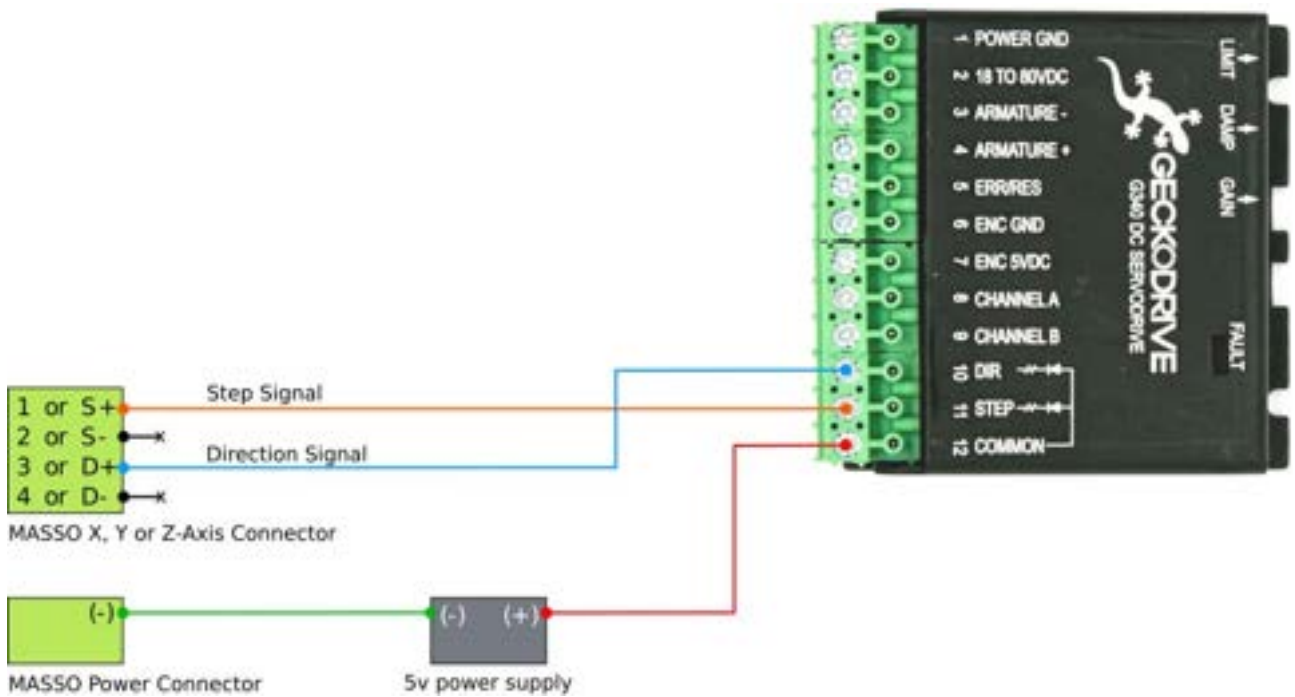 1 POWER GND
2 18 TO 80VDC
3 ARMATURE -
4 ARMATURE +
5 ERR/RES
6 ENC GND
7 ENC 5VDC
8 CHANNEL A
9 CHANNEL B
10 DIR
11 STEP
12 COMMON
LIMIT
DAMP
GAIN
GECKODRIVE
G340 DC SERVODRIVE
FAULT
Step Signal
Direction Signal
1 or S+
2 or S-
3 or D+
4 or D-
MASSO X, Y or Z-Axis Connector
(-)
(-) (+)
MASSO Power Connector
5v power supply